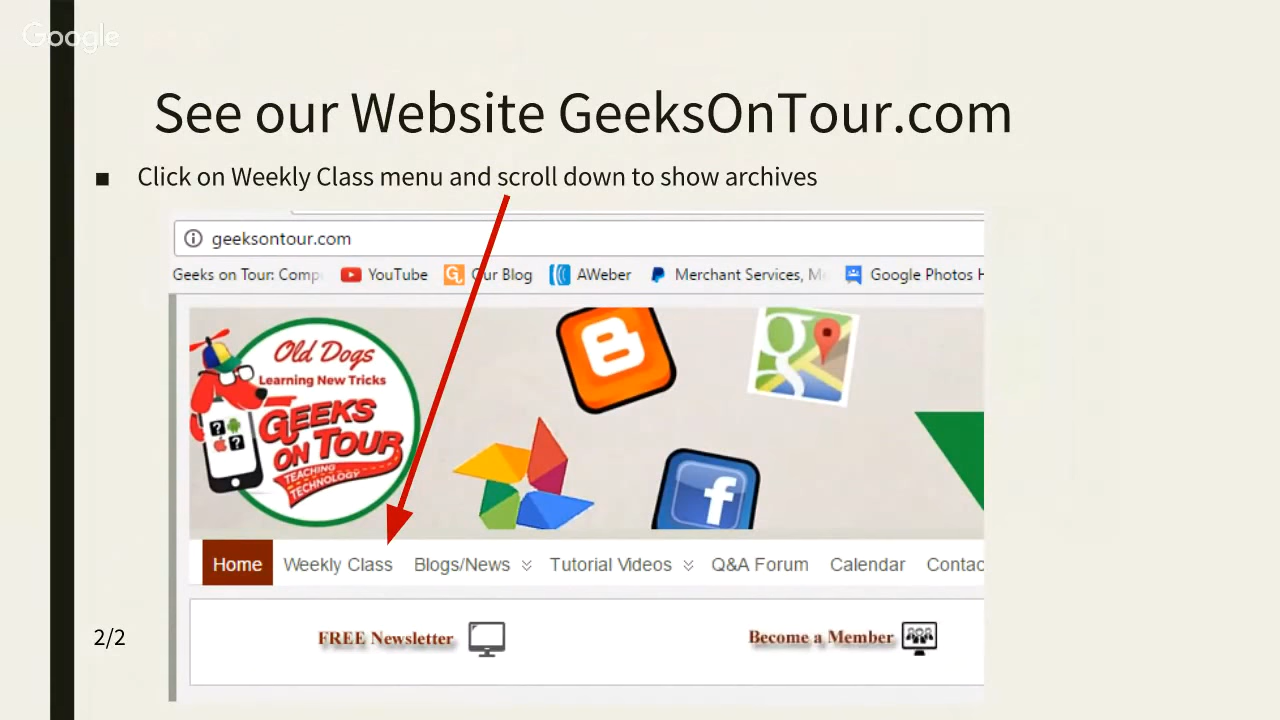 Google
See our Website GeeksOnTour.com
■ Click on Weekly Class menu and scroll down to show archives
geeksontour.com
Geeks on Tour: Comp YouTube Our Blog AWeber Merchant Services, Me Google Photos H
Old Dogs
Learning New Tricks
GEEKS
ON TOUR
TEACHING
TECHNOLOGY
Home Weekly Class Blogs/News Tutorial Videos Q&A Forum Calendar Contac
FREE Newsletter Become a Member
2/2